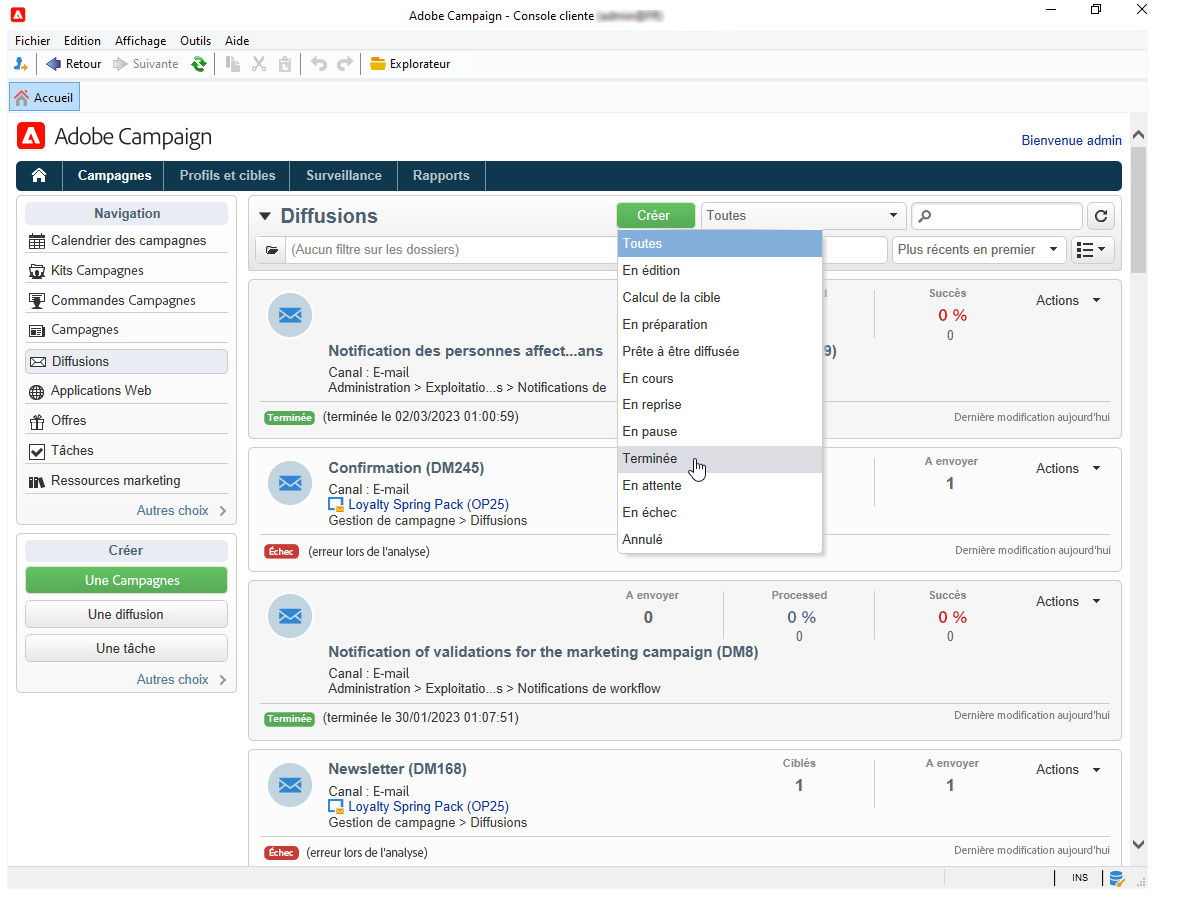 Adobe Campaign - Console cliente
Fichier Edition Affichage Outils Aide
Retour Suivante Explorateur
Accueil
Adobe Campaign
Bienvenue admin
Campagnes Profils et cibles Surveillance Rapports
Navigation
Calendrier des campagnes
Kits Campagnes
Commandes Campagnes
Campagnes
Diffusions
Applications Web
Offres
Tâches
Ressources marketing
Autres choix
Créer
Une Campagnes
Une diffusion
Une tâche
Autres choix
Diffusions
Créer
Toutes
(Aucun filtre sur les dossiers)
Plus récents en premier
Toutes
En édition
Calcul de la cible
En préparation
Prête à être diffusée
En cours
En reprise
En pause
Terminée
En attente
En échec
Annulé
Succès
0 %
0
Actions
Notification des personnes affect...ans
9)
Canal : E-mail
Administration > Exploitatio...s > Notifications de
Terminée (terminée le 02/03/2023 01:00:59)
Dernière modification aujourd'hui
Confirmation (DM245)
A envoyer
1
Actions
Canal : E-mail
Loyalty Spring Pack (OP25)
Gestion de campagne > Diffusions
Échec (erreur lors de l'analyse)
Dernière modification aujourd'hui
A envoyer
0
Processed
0 %
0
Succès
0 %
0
Actions
Notification of validations for the marketing campaign (DM8)
Canal : E-mail
Administration > Exploitatio...s > Notifications de workflow
Terminée (terminée le 30/01/2023 01:07:51)
Dernière modification aujourd'hui
Newsletter (DM168)
Ciblés
1
A envoyer
1
Actions
Canal : E-mail
Loyalty Spring Pack (OP25)
Gestion de campagne > Diffusions
Échec (erreur lors de l'analyse)
Dernière modification aujourd'hui
INS